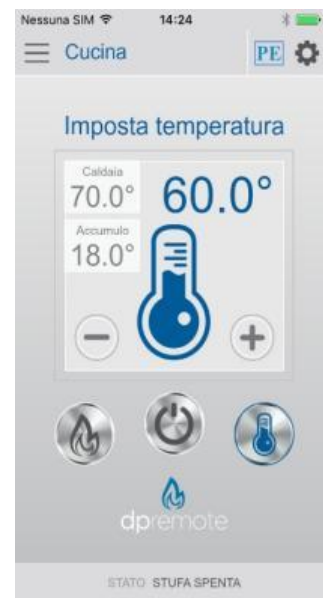 Nessuna SIM 14:24
Cucina PE
Imposta temperatura
Caldaia
70.0° 60.0°
Accumulo
18.0°
dpremote
STATO STUFA SPENTA